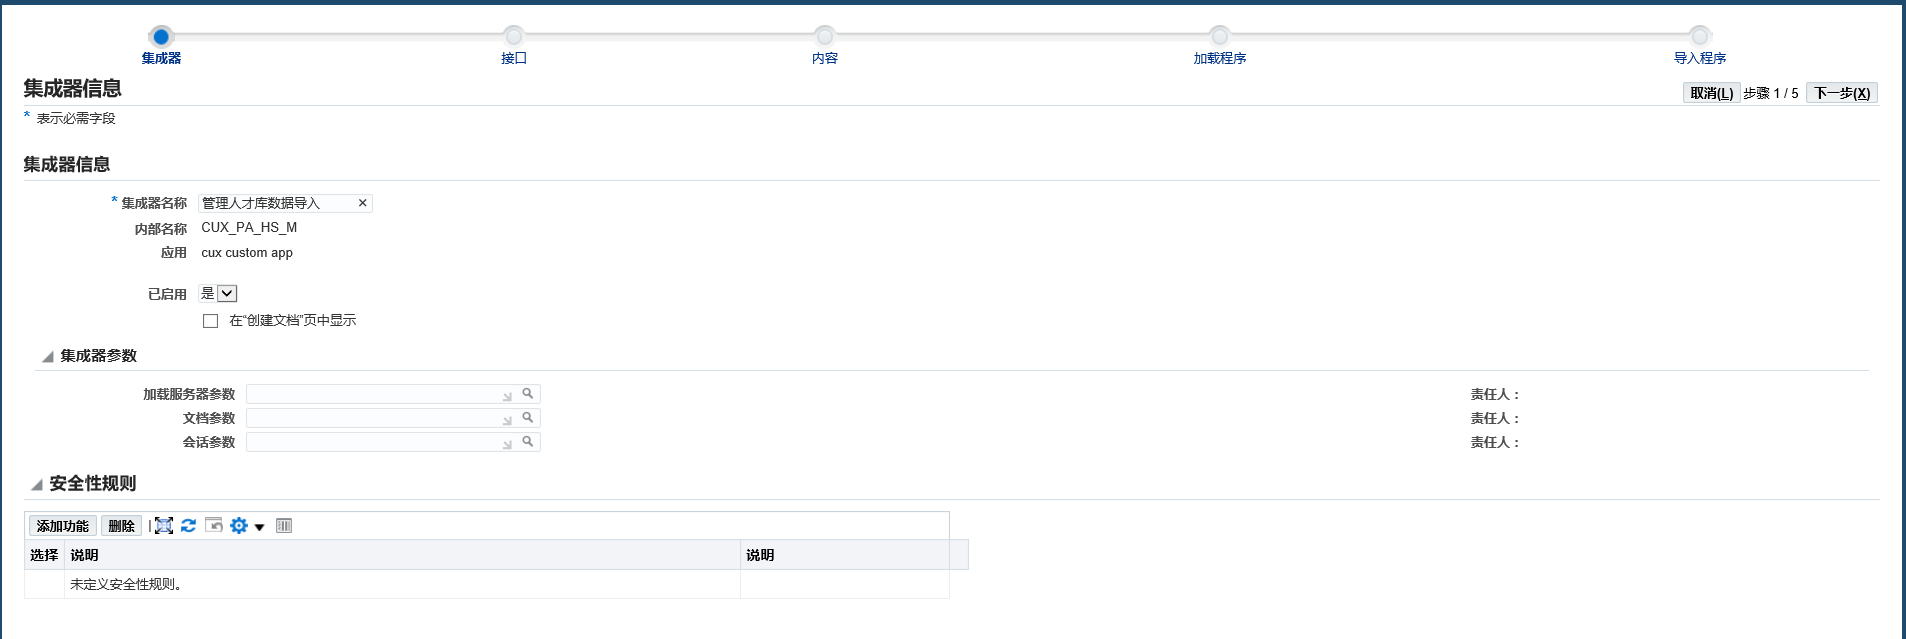 集成器 接口 内容 加载程序 导入程序
集成器信息
取消(L) 步骤 1 / 5 下一步(X)
* 表示必需字段
集成器信息
* 集成器名称 管理人才库数据导入 ×
内部名称 CUX_PA_HS_M
应用 cux custom app
已启用 是
在“创建文档”页中显示
集成器参数
加载服务器参数 责任人：
文档参数 责任人：
会话参数 责任人：
安全性规则
添加功能 删除 |
选择 说明 说明
未定义安全性规则。